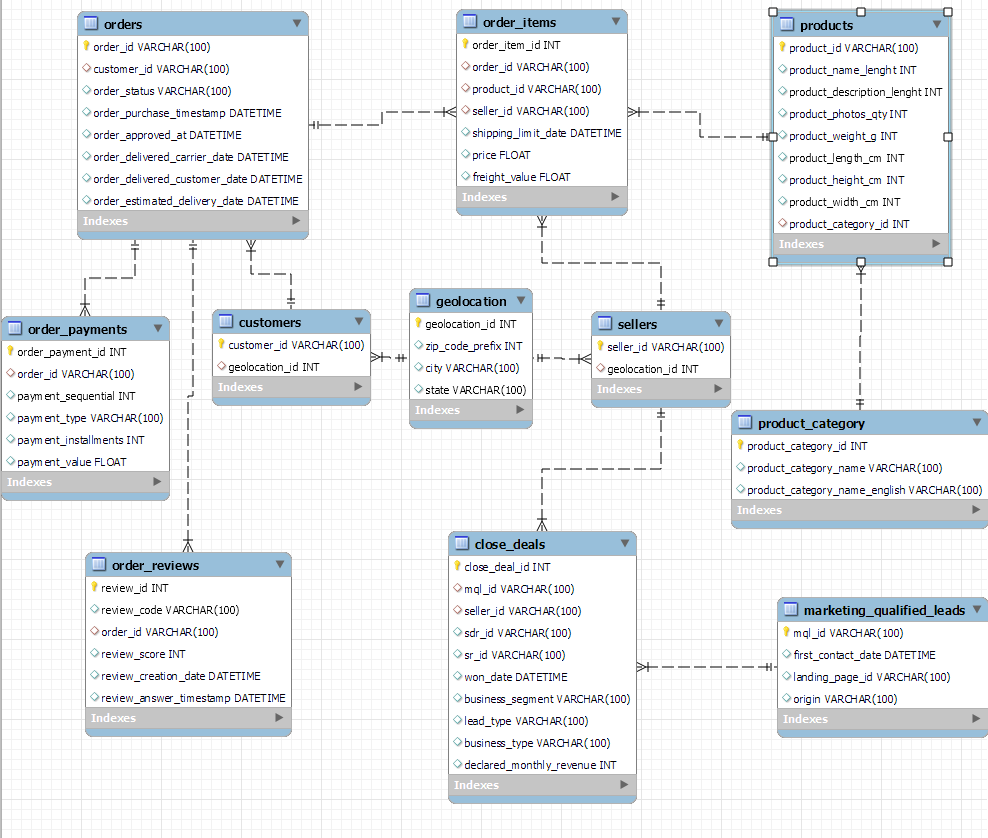 orders
order_id VARCHAR(100)
customer_id VARCHAR(100)
order_status VARCHAR(100)
order_purchase_timestamp DATETIME
order_approved_at DATETIME
order_delivered_carrier_date DATETIME
order_delivered_customer_date DATETIME
order_estimated_delivery_date DATETIME
Indexes
order_items
order_item_id INT
order_id VARCHAR(100)
product_id VARCHAR(100)
seller_id VARCHAR(100)
shipping_limit_date DATETIME
price FLOAT
freight_value FLOAT
Indexes
products
product_id VARCHAR(100)
product_name_lenght INT
product_description_lenght INT
product_photos_qty INT
product_weight_g INT
product_length_cm INT
product_height_cm INT
product_width_cm INT
product_category_id INT
Indexes
order_payments
order_payment_id INT
order_id VARCHAR(100)
payment_sequential INT
payment_type VARCHAR(100)
payment_installments INT
payment_value FLOAT
Indexes
customers
customer_id VARCHAR(100)
geolocation_id INT
Indexes
geolocation
geolocation_id INT
zip_code_prefix INT
city VARCHAR(100)
state VARCHAR(100)
Indexes
sellers
seller_id VARCHAR(100)
geolocation_id INT
Indexes
product_category
product_category_id INT
product_category_name VARCHAR(100)
product_category_name_english VARCHAR(100)
Indexes
order_reviews
review_id INT
review_code VARCHAR(100)
order_id VARCHAR(100)
review_score INT
review_creation_date DATETIME
review_answer_timestamp DATETIME
Indexes
close_deals
close_deal_id INT
mql_id VARCHAR(100)
seller_id VARCHAR(100)
sdr_id VARCHAR(100)
sr_id VARCHAR(100)
won_date DATETIME
business_segment VARCHAR(100)
lead_type VARCHAR(100)
business_type VARCHAR(100)
declared_monthly_revenue INT
Indexes
marketing_qualified_leads
mql_id VARCHAR(100)
first_contact_date DATETIME
landing_page_id VARCHAR(100)
origin VARCHAR(100)
Indexes